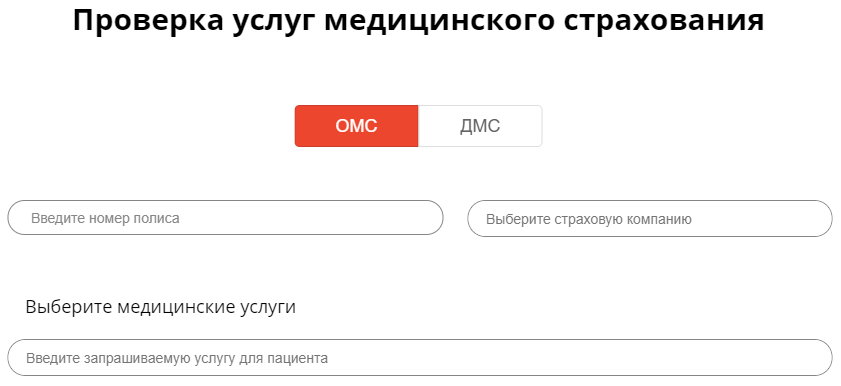 Проверка услуг медицинского страхования
ОМС ДМС
Введите номер полиса Выберите страховую компанию
Выберите медицинские услуги
Введите запрашиваемую услугу для пациента